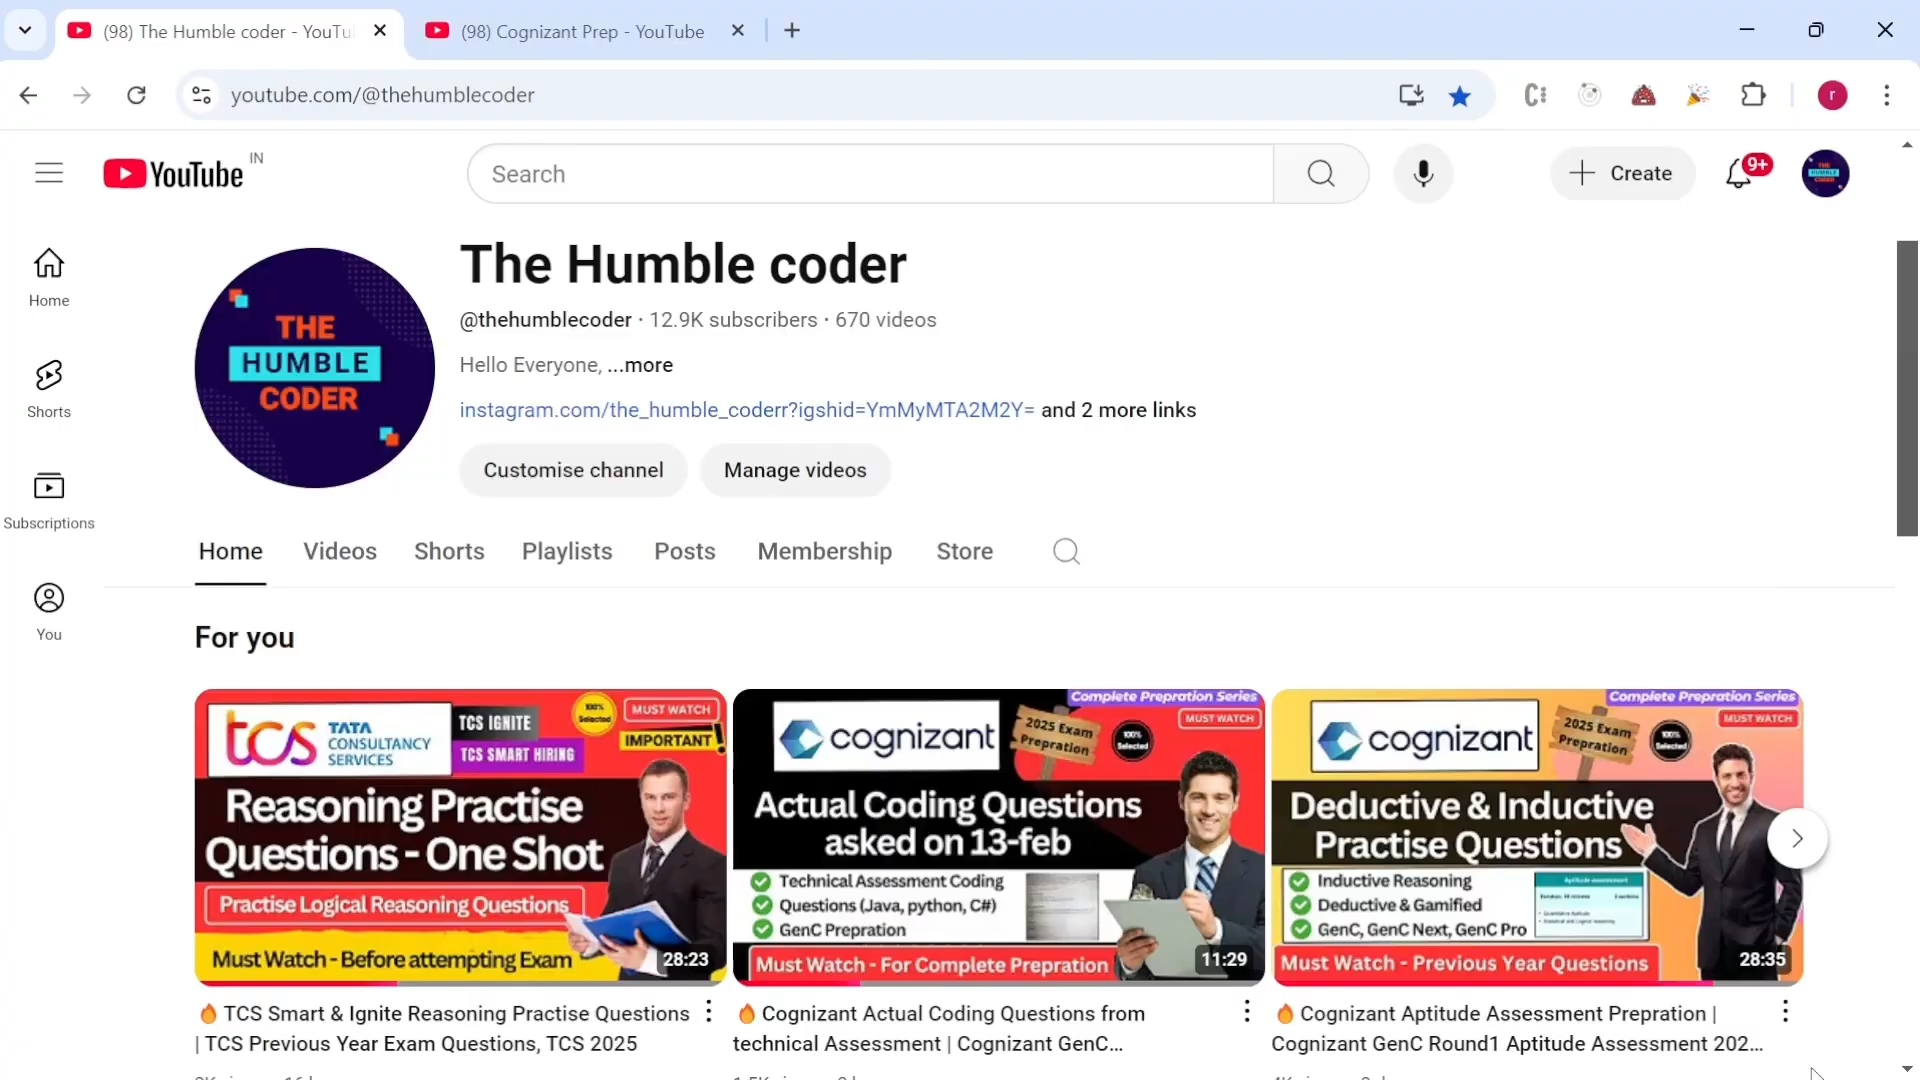 (98) The Humble coder - YouTu
(98) Cognizant Prep - YouTube
youtube.com/@thehumblecoder
r
YouTube IN
Search
Create
9+
Home
Shorts
Subscriptions
You
THE
HUMBLE
CODER
The Humble coder
@thehumblecoder · 12.9K subscribers · 670 videos
Hello Everyone, ...more
instagram.com/the_humble_coderr?igshid=YmMyMTA2M2Y= and 2 more links
Customise channel
Manage videos
Home
Videos
Shorts
Playlists
Posts
Membership
Store
For you
tcs TATA
CONSULTANCY
SERVICES
TCS IGNITE
TCS SMART HIRING
100%
Selected
MUST WATCH
IMPORTANT!
Reasoning Practise
Questions - One Shot
Practise Logical Reasoning Questions
Must Watch - Before attempting Exam
28:23
🔥 TCS Smart & Ignite Reasoning Practise Questions
| TCS Previous Year Exam Questions, TCS 2025
Complete Prepration Series
cognizant
2025 Exam
Prepration
100%
Selected
MUST WATCH
Actual Coding Questions
asked on 13-feb
Technical Assessment Coding
Questions (Java, python, C#)
GenC Prepration
Must Watch - For Complete Prepration
11:29
🔥 Cognizant Actual Coding Questions from
technical Assessment | Cognizant GenC...
Complete Prepration Series
cognizant
2025 Exam
Prepration
100%
Selected
MUST WATCH
Deductive & Inductive
Practise Questions
Inductive Reasoning
Deductive & Gamified
GenC, GenC Next, GenC Pro
Aptitude assessment
Must Watch - Previous Year Questions
28:35
🔥 Cognizant Aptitude Assessment Prepration |
Cognizant GenC Round1 Aptitude Assessment 202...